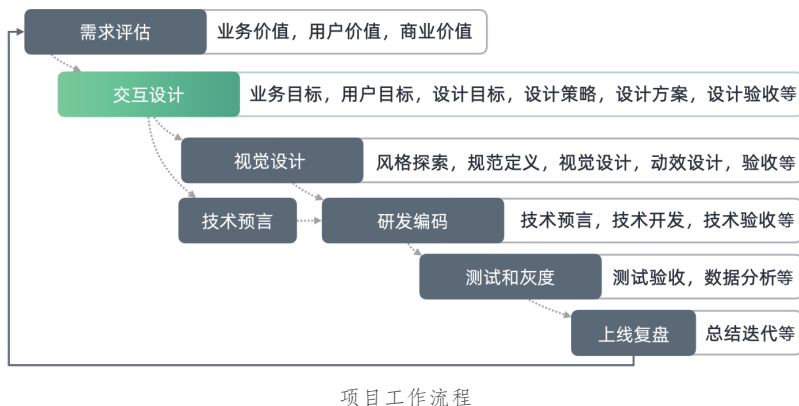 需求评估 业务价值，用户价值，商业价值
交互设计 业务目标，用户目标，设计目标，设计策略，设计方案，设计验收等
视觉设计 风格探索，规范定义，视觉设计，动效设计，验收等
技术预言 研发编码 技术预言，技术开发，技术验收等
测试和灰度 测试验收，数据分析等
上线复盘 总结迭代等
项目工作流程